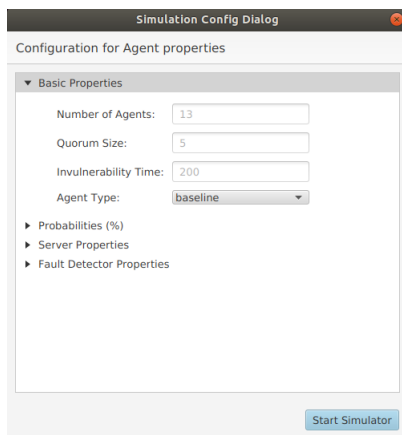 Simulation Config Dialog
Configuration for Agent properties
Basic Properties
Number of Agents: 13
Quorum Size: 5
Invulnerability Time: 200
Agent Type: baseline
Probabilities (%)
Server Properties
Fault Detector Properties
Start Simulator